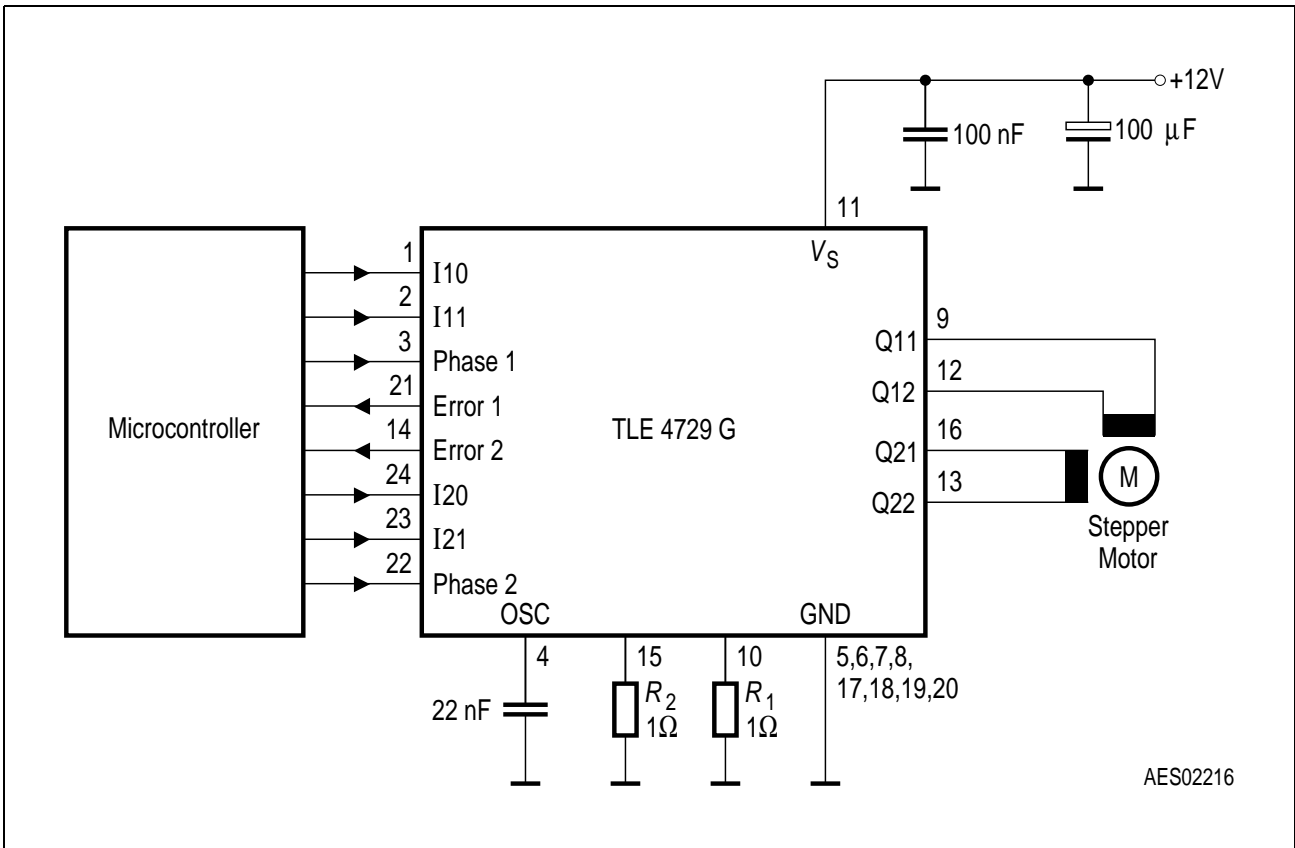 +12V
100 nF
100 µF
11
V S
1
I10
2
I11
3
Phase 1
21
Error 1
14
Error 2
24
I20
23
I21
22
Phase 2
Microcontroller
TLE 4729 G
9
Q11
12
Q12
16
Q21
13
Q22
M
Stepper
Motor
OSC
GND
4
15
10
5,6,7,8,
17,18,19,20
22 nF
R 2
1Ω
R 1
1Ω
AES02216